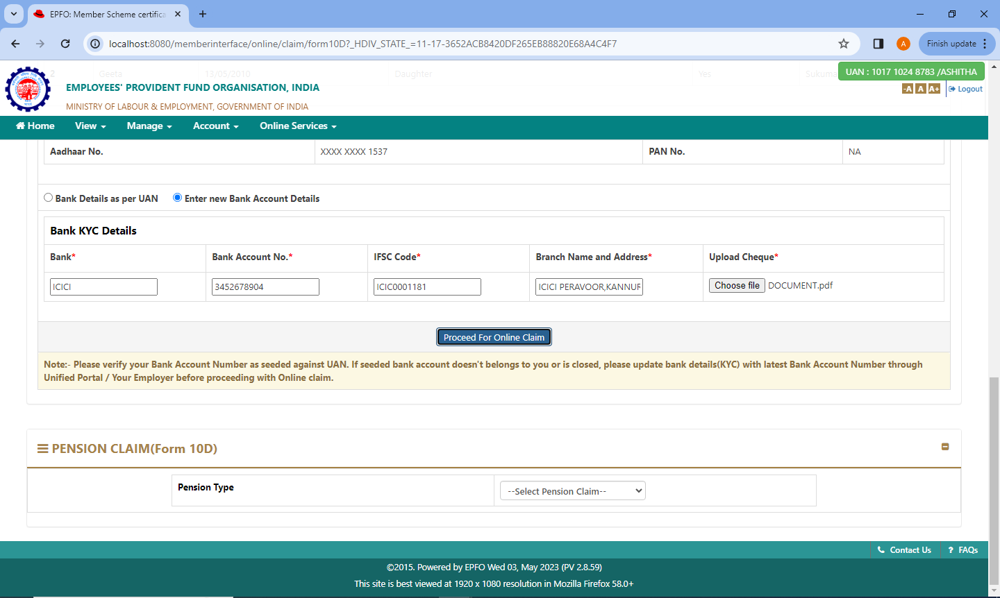 EPFO: Member Scheme certifica
localhost:8080/memberinterface/online/claim/form10D?_HDIV_STATE_=11-17-3652ACB8420DF265EB88820E68A4C4F7
A
Finish update
2 Geeta 13/05/2010 Daughter Yes Sukuma
UAN : 1017 1024 8783 /ASHITHA
EMPLOYEES' PROVIDENT FUND ORGANISATION, INDIA
-A A A+ Logout
MINISTRY OF LABOUR & EMPLOYMENT, GOVERNMENT OF INDIA
Home View Manage Account Online Services
Aadhaar No. XXXX XXXX 1537 PAN No. NA
Bank Details as per UAN Enter new Bank Account Details
Bank KYC Details
Bank* Bank Account No.* IFSC Code* Branch Name and Address* Upload Cheque*
ICICI 3452678904 ICIC0001181 ICICI PERAVOOR,KANNUR Choose file DOCUMENT.pdf
Proceed For Online Claim
Note:- Please verify your Bank Account Number as seeded against UAN. If seeded bank account doesn't belongs to you or is closed, please update bank details(KYC) with latest Bank Account Number through
Unified Portal / Your Employer before proceeding with Online claim.
PENSION CLAIM(Form 10D)
Pension Type --Select Pension Claim--
Contact Us ? FAQs
©2015. Powered by EPFO Wed 03, May 2023 (PV 2.8.59)
This site is best viewed at 1920 x 1080 resolution in Mozilla Firefox 58.0+